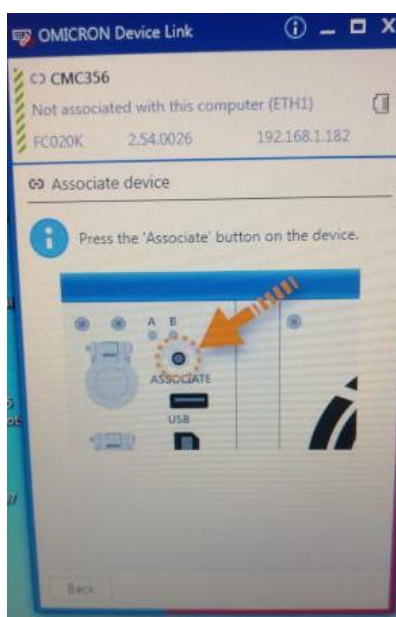 OMICRON Device Link
CMC356
Not associated with this computer (ETH1)
FC020K 2.54.0026 192.168.1.182
Associate device
Press the 'Associate' button on the device.
A B
ASSOCIATE
USB
Back